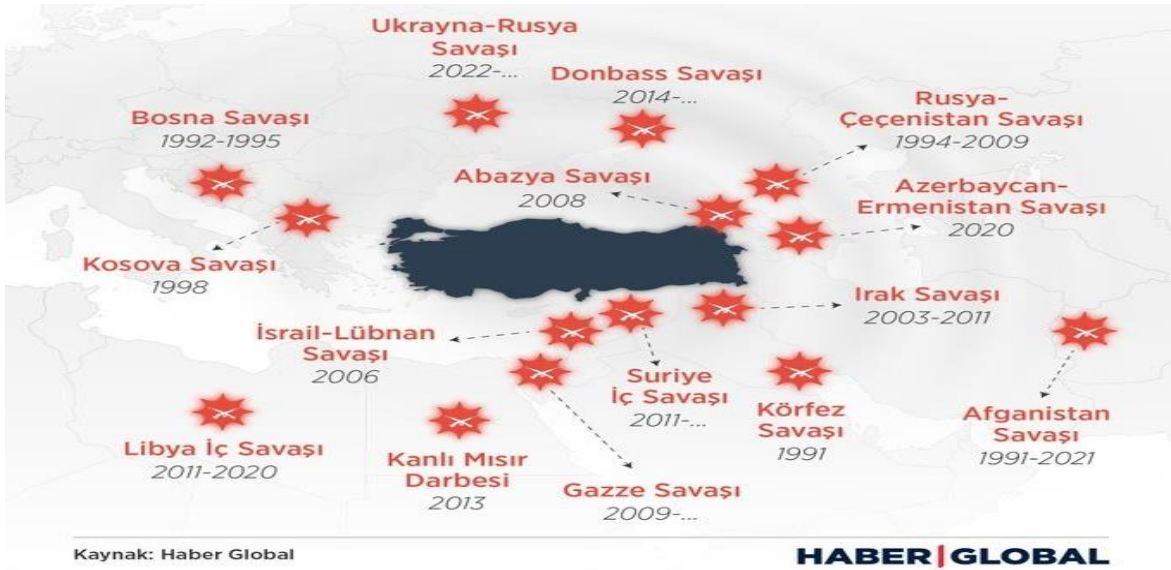 Ukrayna-Rusya
Savaşı
2022-...
Donbass Savaşı
2014-...
Bosna Savaşı
1992-1995
Rusya-
Çeçenistan Savaşı
1994-2009
Abazya Savaşı
2008
Azerbaycan-
Ermenistan Savaşı
2020
Kosova Savaşı
1998
Irak Savaşı
2003-2011
İsrail-Lübnan
Savaşı
2006
Suriye
İç Savaşı
2011-...
Körfez
Savaşı
1991
Afganistan
Savaşı
1991-2021
Libya İç Savaşı
2011-2020
Kanlı Mısır
Darbesi
2013
Gazze Savaşı
2009-...
Kaynak: Haber Global
HABER GLOBAL